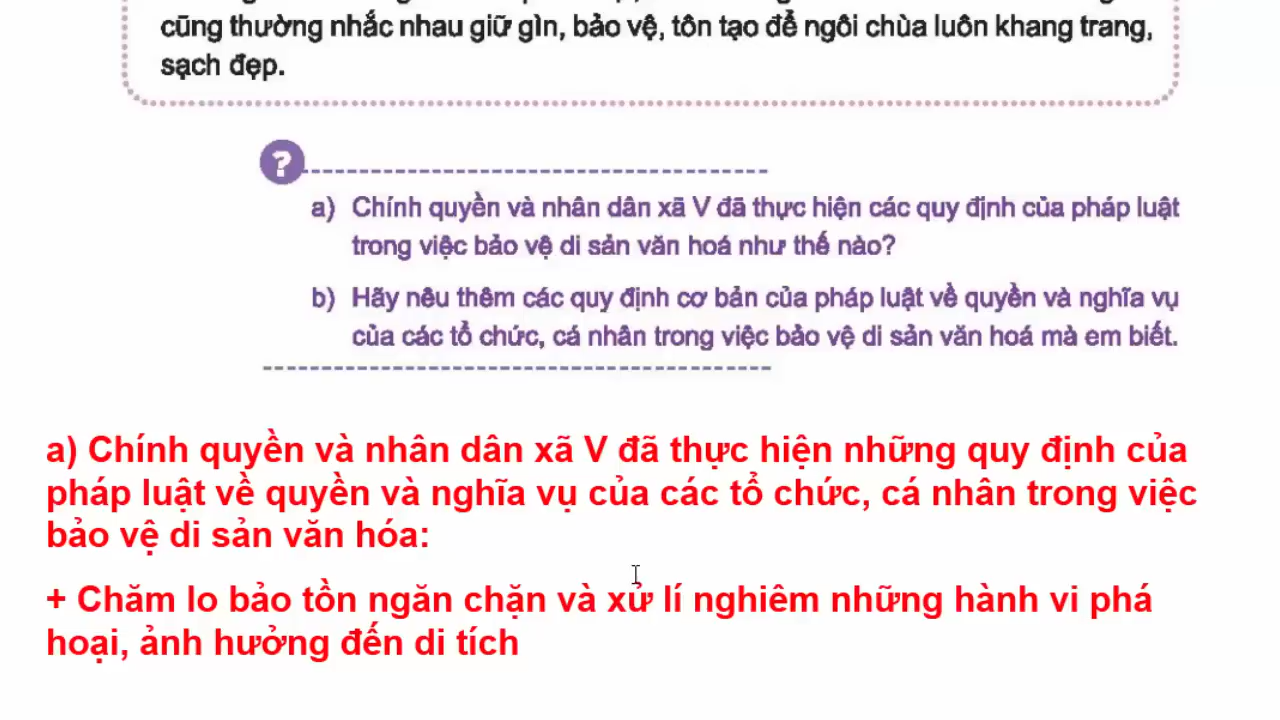 cũng thường nhắc nhau giữ gìn, bảo vệ, tôn tạo để ngôi chùa luôn khang trang,
sạch đẹp.
?
a) Chính quyền và nhân dân xã V đã thực hiện các quy định của pháp luật
trong việc bảo vệ di sản văn hoá như thế nào?
b) Hãy nêu thêm các quy định cơ bản của pháp luật về quyền và nghĩa vụ
của các tổ chức, cá nhân trong việc bảo vệ di sản văn hoá mà em biết.
a) Chính quyền và nhân dân xã V đã thực hiện những quy định của
pháp luật về quyền và nghĩa vụ của các tổ chức, cá nhân trong việc
bảo vệ di sản văn hóa:
+ Chăm lo bảo tồn ngăn chặn và xử lí nghiêm những hành vi phá
hoại, ảnh hưởng đến di tích